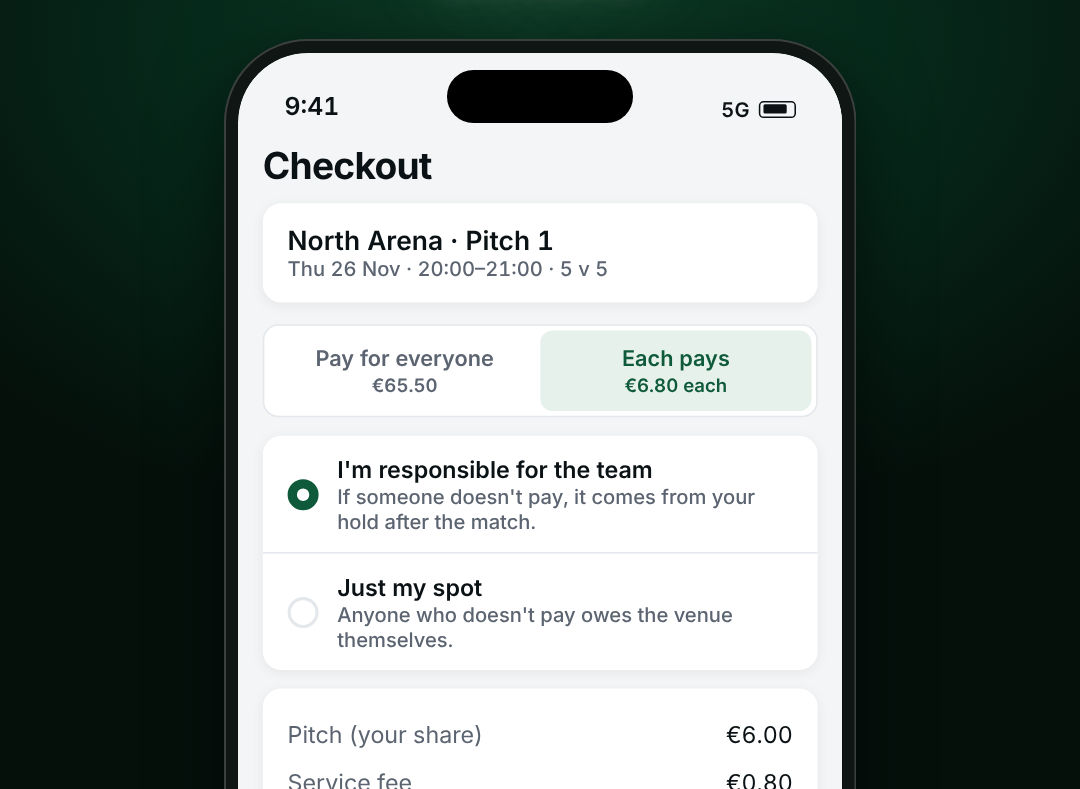 9:41
5G
Checkout
North Arena · Pitch 1
Thu 26 Nov · 20:00–21:00 · 5 v 5
Pay for everyone
€65.50
Each pays
€6.80 each
I'm responsible for the team
If someone doesn't pay, it comes from your
hold after the match.
Just my spot
Anyone who doesn't pay owes the venue
themselves.
Pitch (your share) €6.00
Service fee €0.80